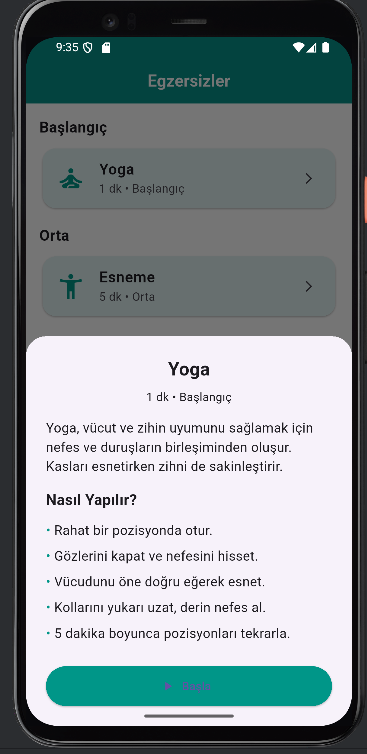 9:35
Egzersizler
Başlangıç
Yoga
1 dk • Başlangıç
Orta
Esneme
5 dk • Orta
Yoga
1 dk • Başlangıç
Yoga, vücut ve zihin uyumunu sağlamak için
nefes ve duruşların birleşiminden oluşur.
Kasları esnetirken zihni de sakinleştirir.
Nasıl Yapılır?
• Rahat bir pozisyonda otur.
• Gözlerini kapat ve nefesini hisset.
• Vücudunu öne doğru eğerek esnet.
• Kollarını yukarı uzat, derin nefes al.
• 5 dakika boyunca pozisyonları tekrarla.
Başla